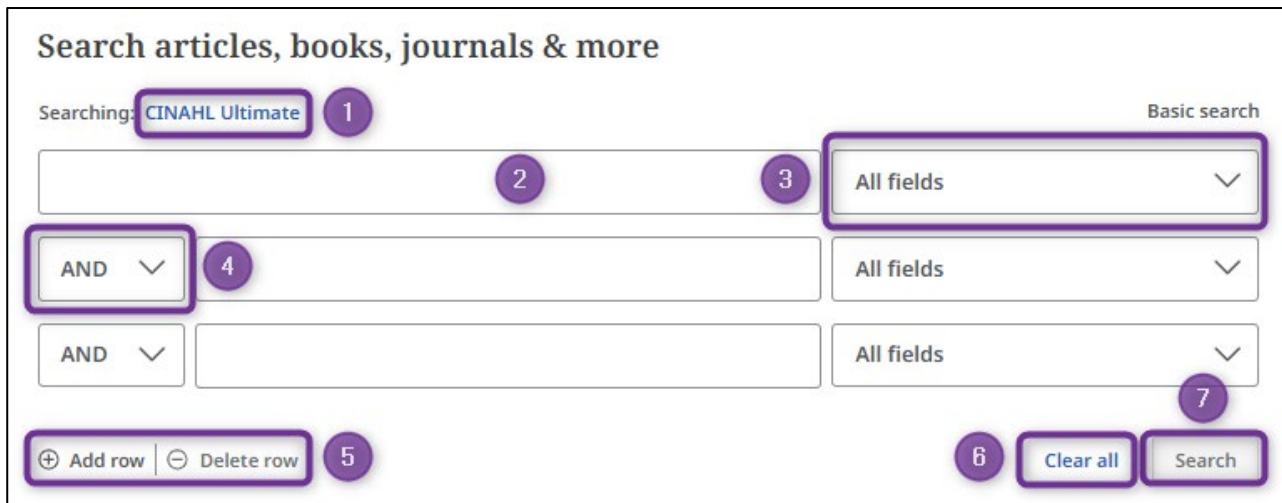 Search articles, books, journals & more
Searching: CINAHL Ultimate 1 Basic search
2 3 All fields
AND 4 All fields
AND All fields
7
Add row Delete row 5 6 Clear all Search